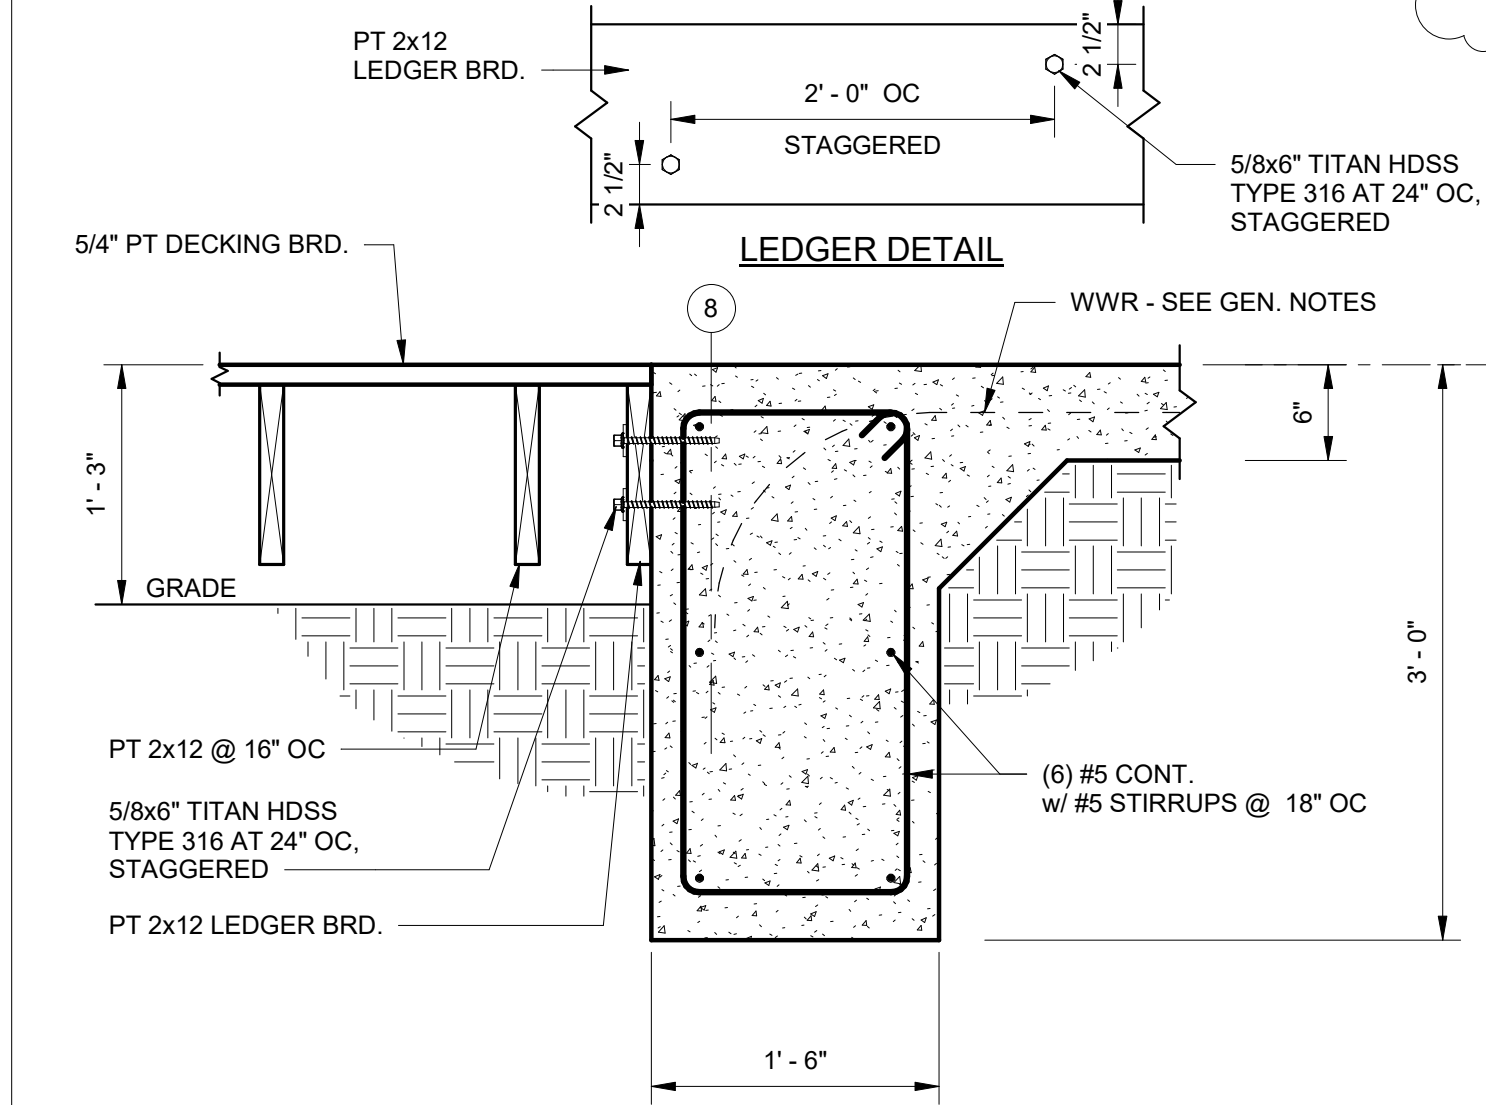 PT 2x12
LEDGER BRD.
2 1/2"
2' - 0" OC
STAGGERED
2 1/2"
5/8x6" TITAN HDSS
TYPE 316 AT 24" OC,
STAGGERED
LEDGER DETAIL
5/4" PT DECKING BRD.
8
WWR - SEE GEN. NOTES
1' - 3"
6"
GRADE
3' - 0"
PT 2x12 @ 16" OC
5/8x6" TITAN HDSS
TYPE 316 AT 24" OC,
STAGGERED
PT 2x12 LEDGER BRD.
(6) #5 CONT.
w/ #5 STIRRUPS @ 18" OC
1' - 6"